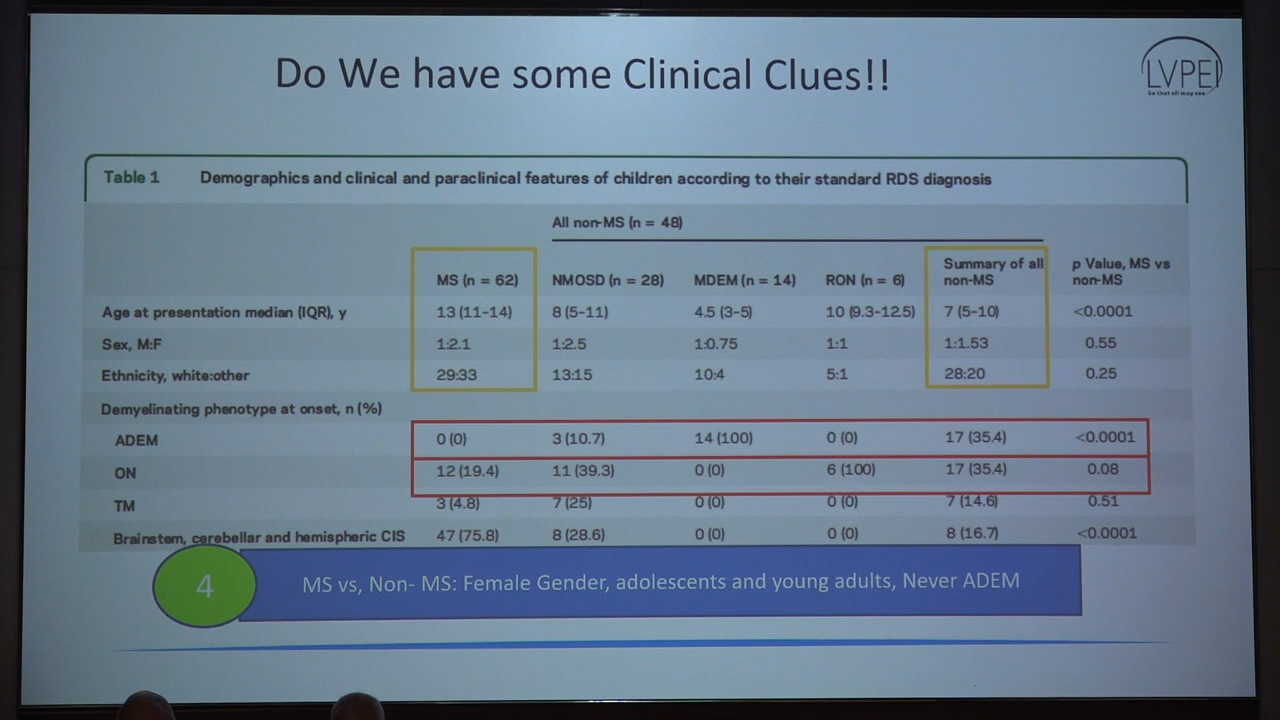 Do We have some Clinical Clues!!
LVPEI
So that all may see.
Table 1 Demographics and clinical and paraclinical features of children according to their standard RDS diagnosis
All non-MS (n = 48)
MS (n = 62) NMOSD (n = 28) MDEM (n = 14) RON (n = 6) Summary of all non-MS p Value, MS vs non-MS
Age at presentation median (IQR), y 13 (11-14) 8 (5-11) 4.5 (3-5) 10 (9.3-12.5) 7 (5-10) <0.0001
Sex, M:F 1:2.1 1:2.5 1:0.75 1:1 1:1.53 0.55
Ethnicity, white:other 29:33 13:15 10:4 5:1 28:20 0.25
Demyelinating phenotype at onset, n (%)
ADEM 0 (0) 3 (10.7) 14 (100) 0 (0) 17 (35.4) <0.0001
ON 12 (19.4) 11 (39.3) 0 (0) 6 (100) 17 (35.4) 0.08
TM 3 (4.8) 7 (25) 0 (0) 0 (0) 7 (14.6) 0.51
Brainstem, cerebellar and hemispheric CIS 47 (75.8) 8 (28.6) 0 (0) 0 (0) 8 (16.7) <0.0001
4 MS vs, Non- MS: Female Gender, adolescents and young adults, Never ADEM